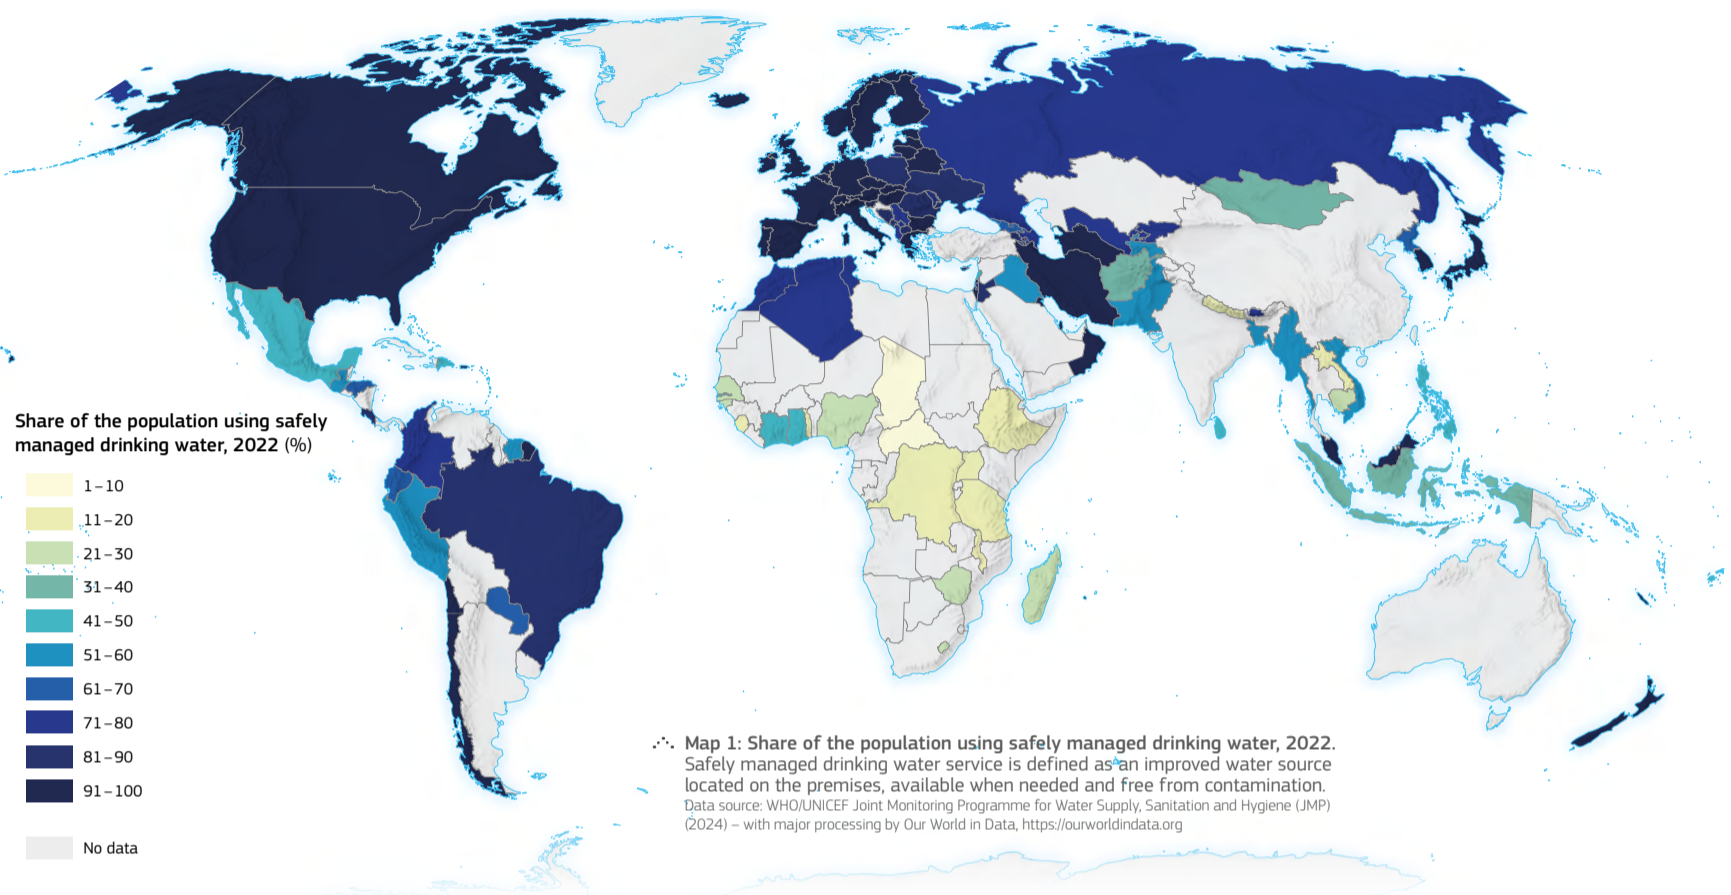 Share of the population using safely
managed drinking water, 2022 (%)
1–10
11–20
21–30
31–40
41–50
51–60
61–70
71–80
81–90
91–100
No data
Map 1: Share of the population using safely managed drinking water, 2022.
Safely managed drinking water service is defined as an improved water source
located on the premises, available when needed and free from contamination.
Data source: WHO/UNICEF Joint Monitoring Programme for Water Supply, Sanitation and Hygiene (JMP)
(2024) – with major processing by Our World in Data, https://ourworldindata.org